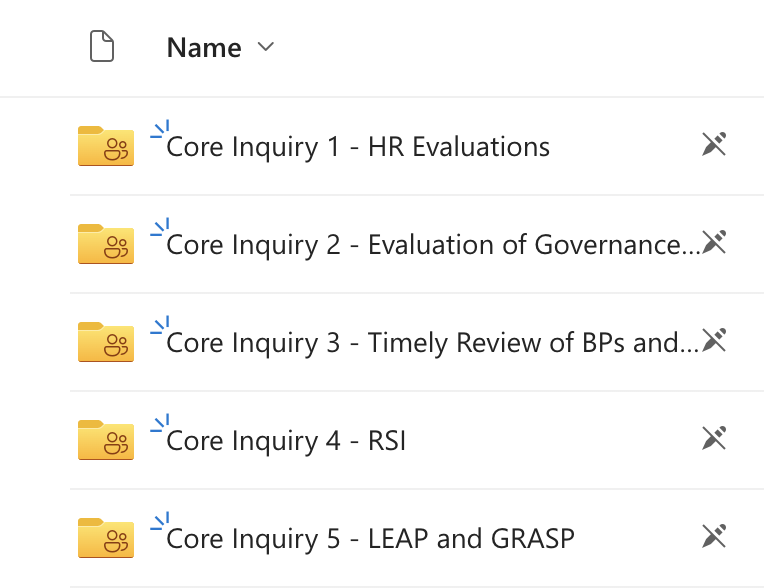 Name
Core Inquiry 1 - HR Evaluations
Core Inquiry 2 - Evaluation of Governance...
Core Inquiry 3 - Timely Review of BPs and...
Core Inquiry 4 - RSI
Core Inquiry 5 - LEAP and GRASP